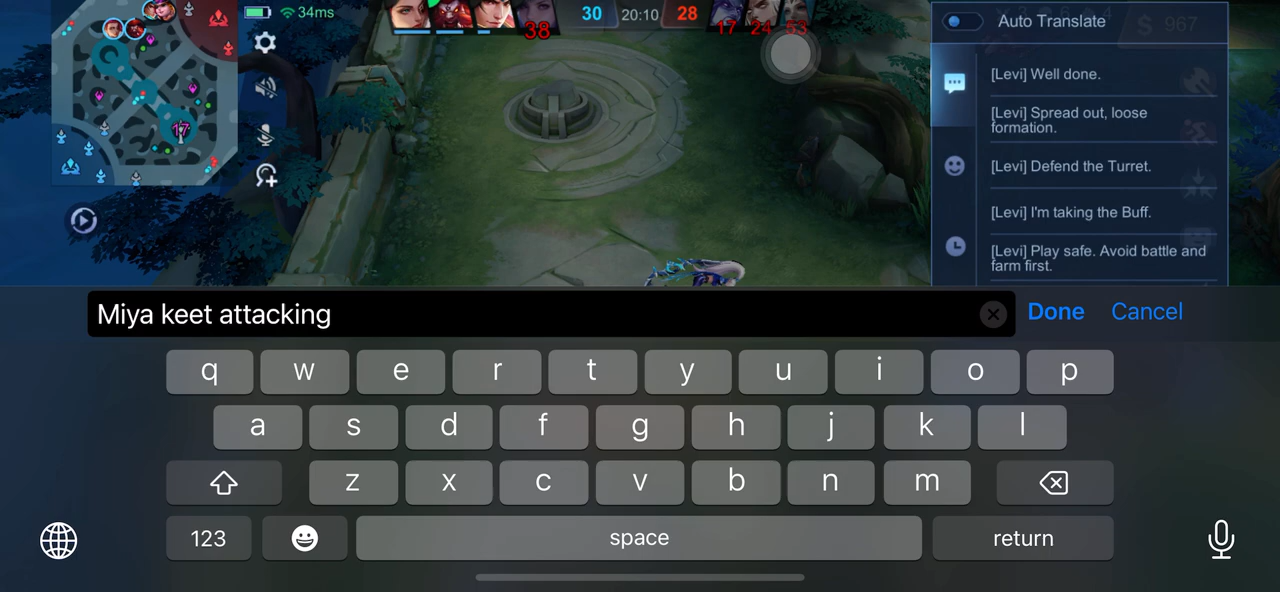 34ms
38
30
20:10
28
17 24 53
Auto Translate
$ 967
17
[Levi] Well done.
[Levi] Spread out, loose
formation.
[Levi] Defend the Turret.
[Levi] I'm taking the Buff.
[Levi] Play safe. Avoid battle and
farm first.
Miya keet attacking
Done
Cancel
q w e r t y u i o p
a s d f g h j k l
z x c v b n m
123
space
return